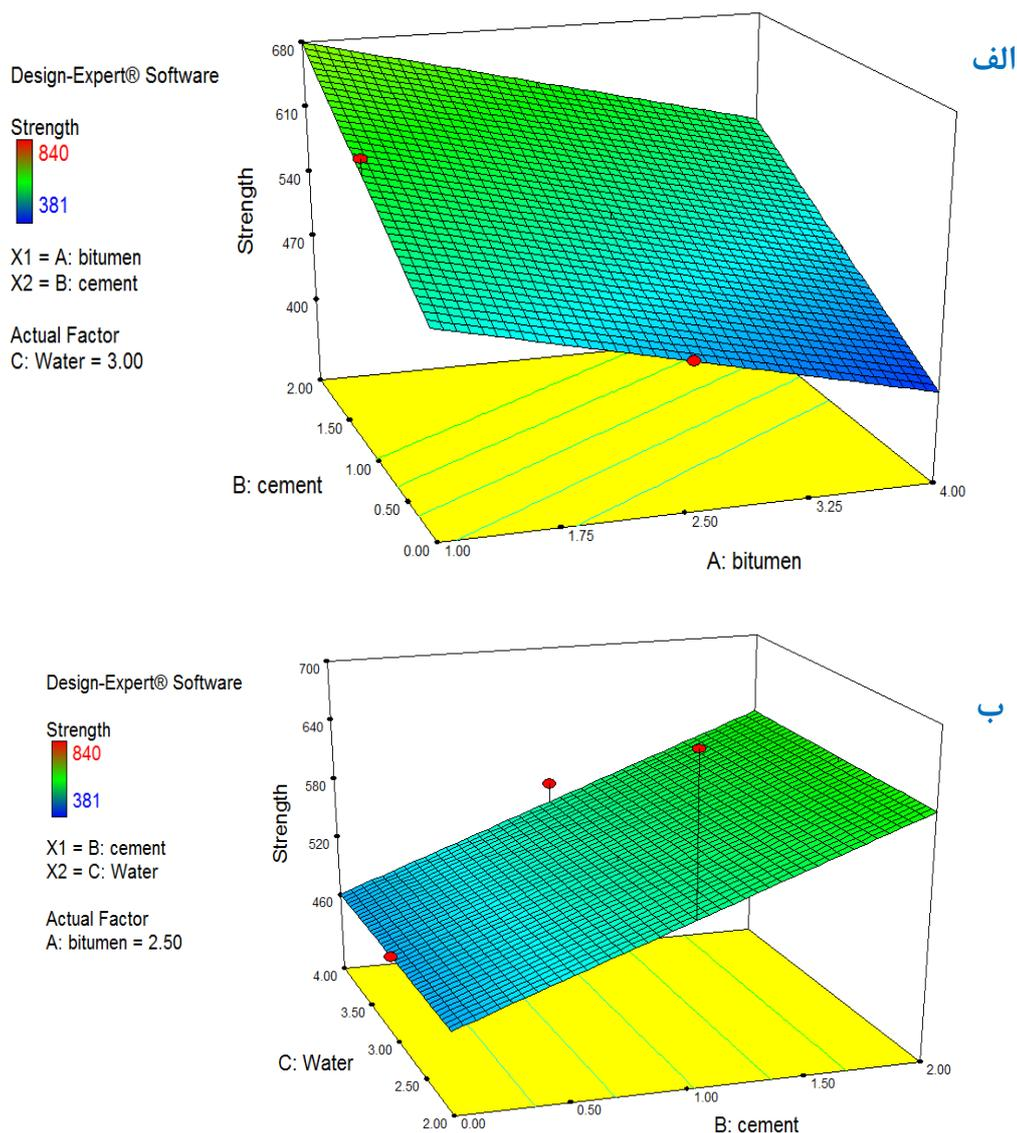 الف
Design-Expert® Software
Strength
840
381
X1 = A: bitumen
X2 = B: cement
Actual Factor
C: Water = 3.00
Strength
680
610
540
470
400
2.00
1.50
1.00
0.50
0.00
B: cement
1.00
1.75
2.50
3.25
4.00
A: bitumen
ب
Design-Expert® Software
Strength
840
381
X1 = B: cement
X2 = C: Water
Actual Factor
A: bitumen = 2.50
Strength
700
640
580
520
460
4.00
3.50
3.00
2.50
2.00
C: Water
0.00
0.50
1.00
1.50
2.00
B: cement